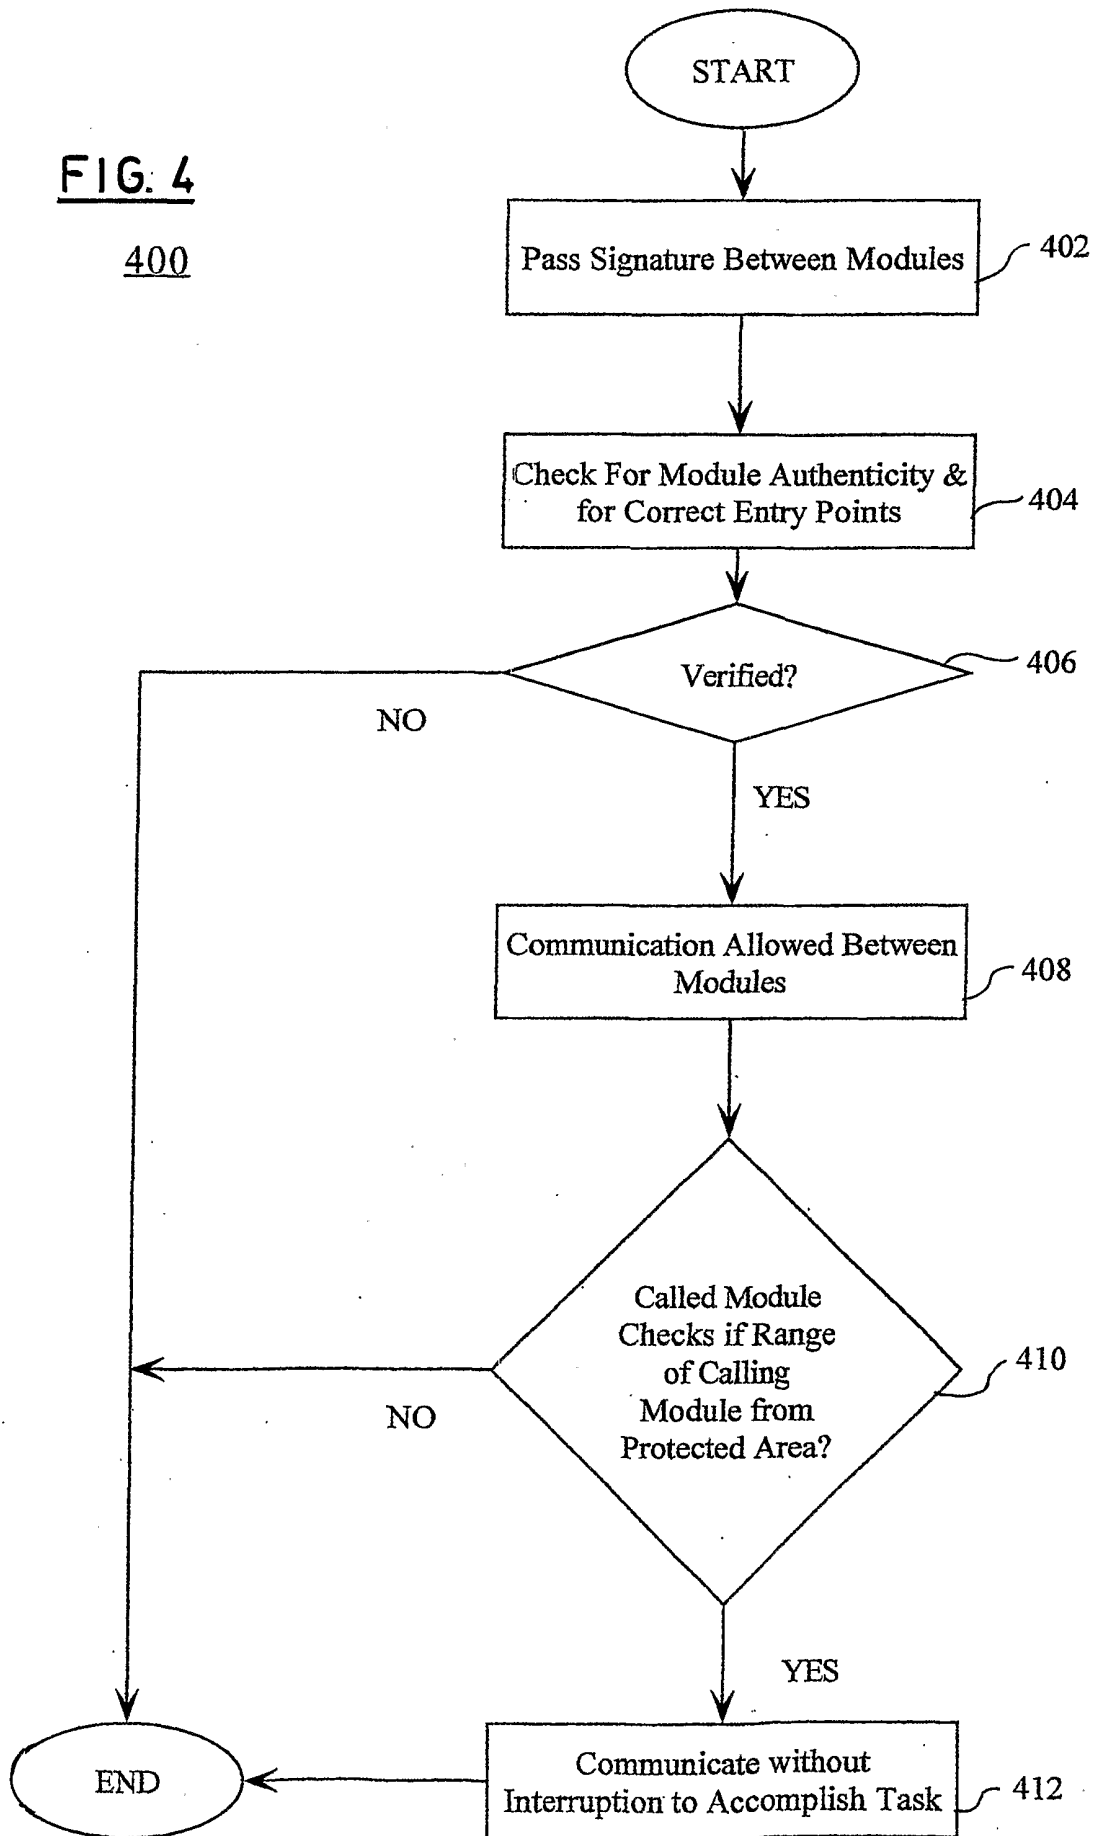 START
FIG. 4
400
Pass Signature Between Modules
402
Check For Module Authenticity &
for Correct Entry Points
404
Verified?
406
NO
YES
Communication Allowed Between
Modules
408
Called Module
Checks if Range
of Calling
Module from
Protected Area?
410
NO
YES
Communicate without
Interruption to Accomplish Task
412
END